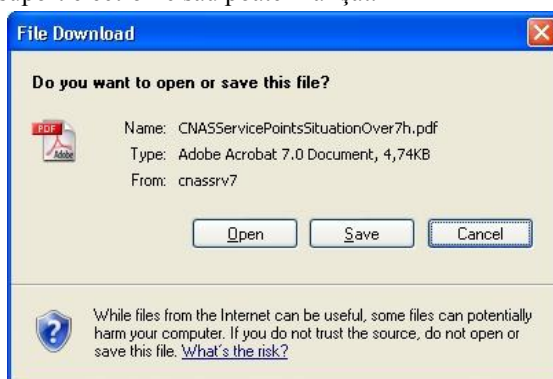 File Download
Do you want to open or save this file?
PDF
Adobe
Name: CNASServicePointsSituationOver7h.pdf
Type: Adobe Acrobat 7.0 Document, 4,74KB
From: cnassrv7
Open Save Cancel
While files from the Internet can be useful, some files can potentially
harm your computer. If you do not trust the source, do not open or
save this file. What's the risk?